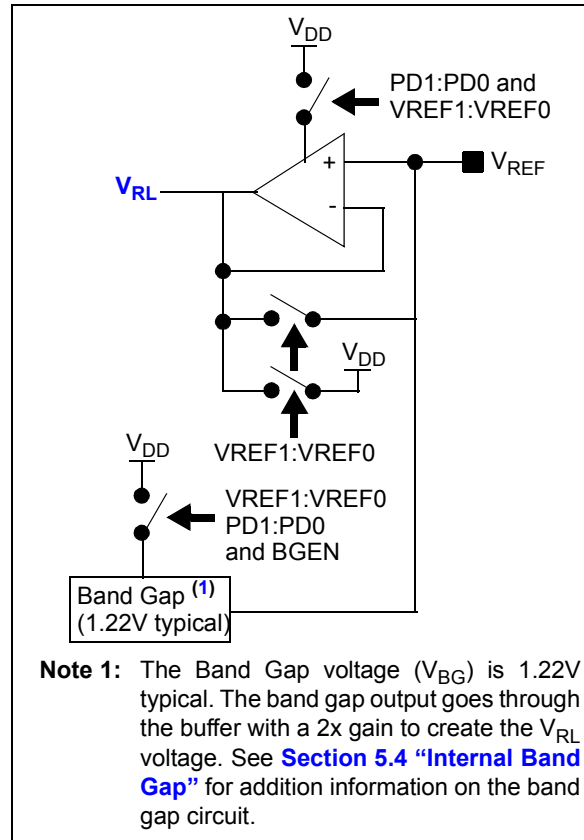 VDD
PD1:PD0 and
VREF1:VREF0
+
VREF
VRL
-
VDD
VREF1:VREF0
VDD
VREF1:VREF0
PD1:PD0
and BGEN
Band Gap (1)
(1.22V typical)
Note 1: The Band Gap voltage (VBG) is 1.22V
typical. The band gap output goes through
the buffer with a 2x gain to create the VRL
voltage. See Section 5.4 “Internal Band
Gap” for addition information on the band
gap circuit.